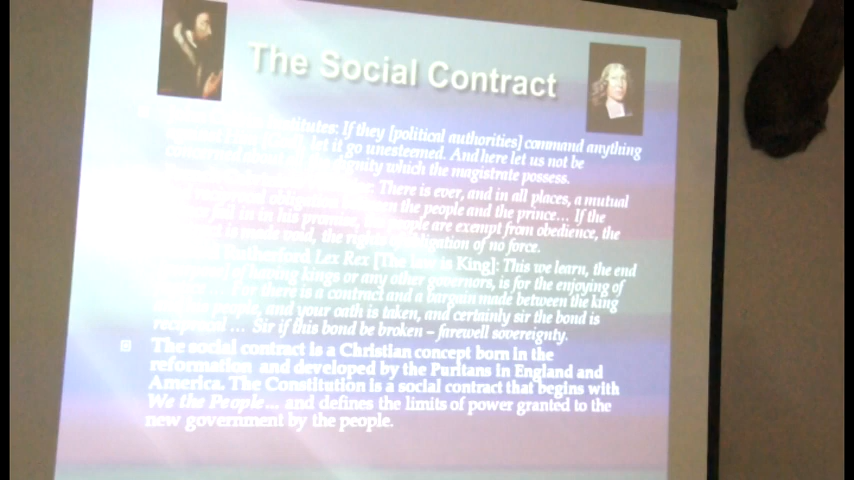 The Social Contract
Institutes: If they [political authorities] command anything
let it go unesteemed. And here let us not be
dignity which the magistrate possess.
There is ever, and in all places, a mutual
obligation between the people and the prince... If the
fail in in his promise, the people are exempt from obedience, the
is made void, the rights obligation of no force.
Rutherford Lex Rex [The law is King]: This we learn, the end
of having kings or any other governors, is for the enjoying of
... For there is a contract and a bargain made between the king
people, and your oath is taken, and certainly sir the bond is
reciprocal ... Sir if this bond be broken – farewell sovereignty.
The social contract is a Christian concept born in the
reformation and developed by the Puritans in England and
America. The Constitution is a social contract that begins with
We the People... and defines the limits of power granted to the
new government by the people.